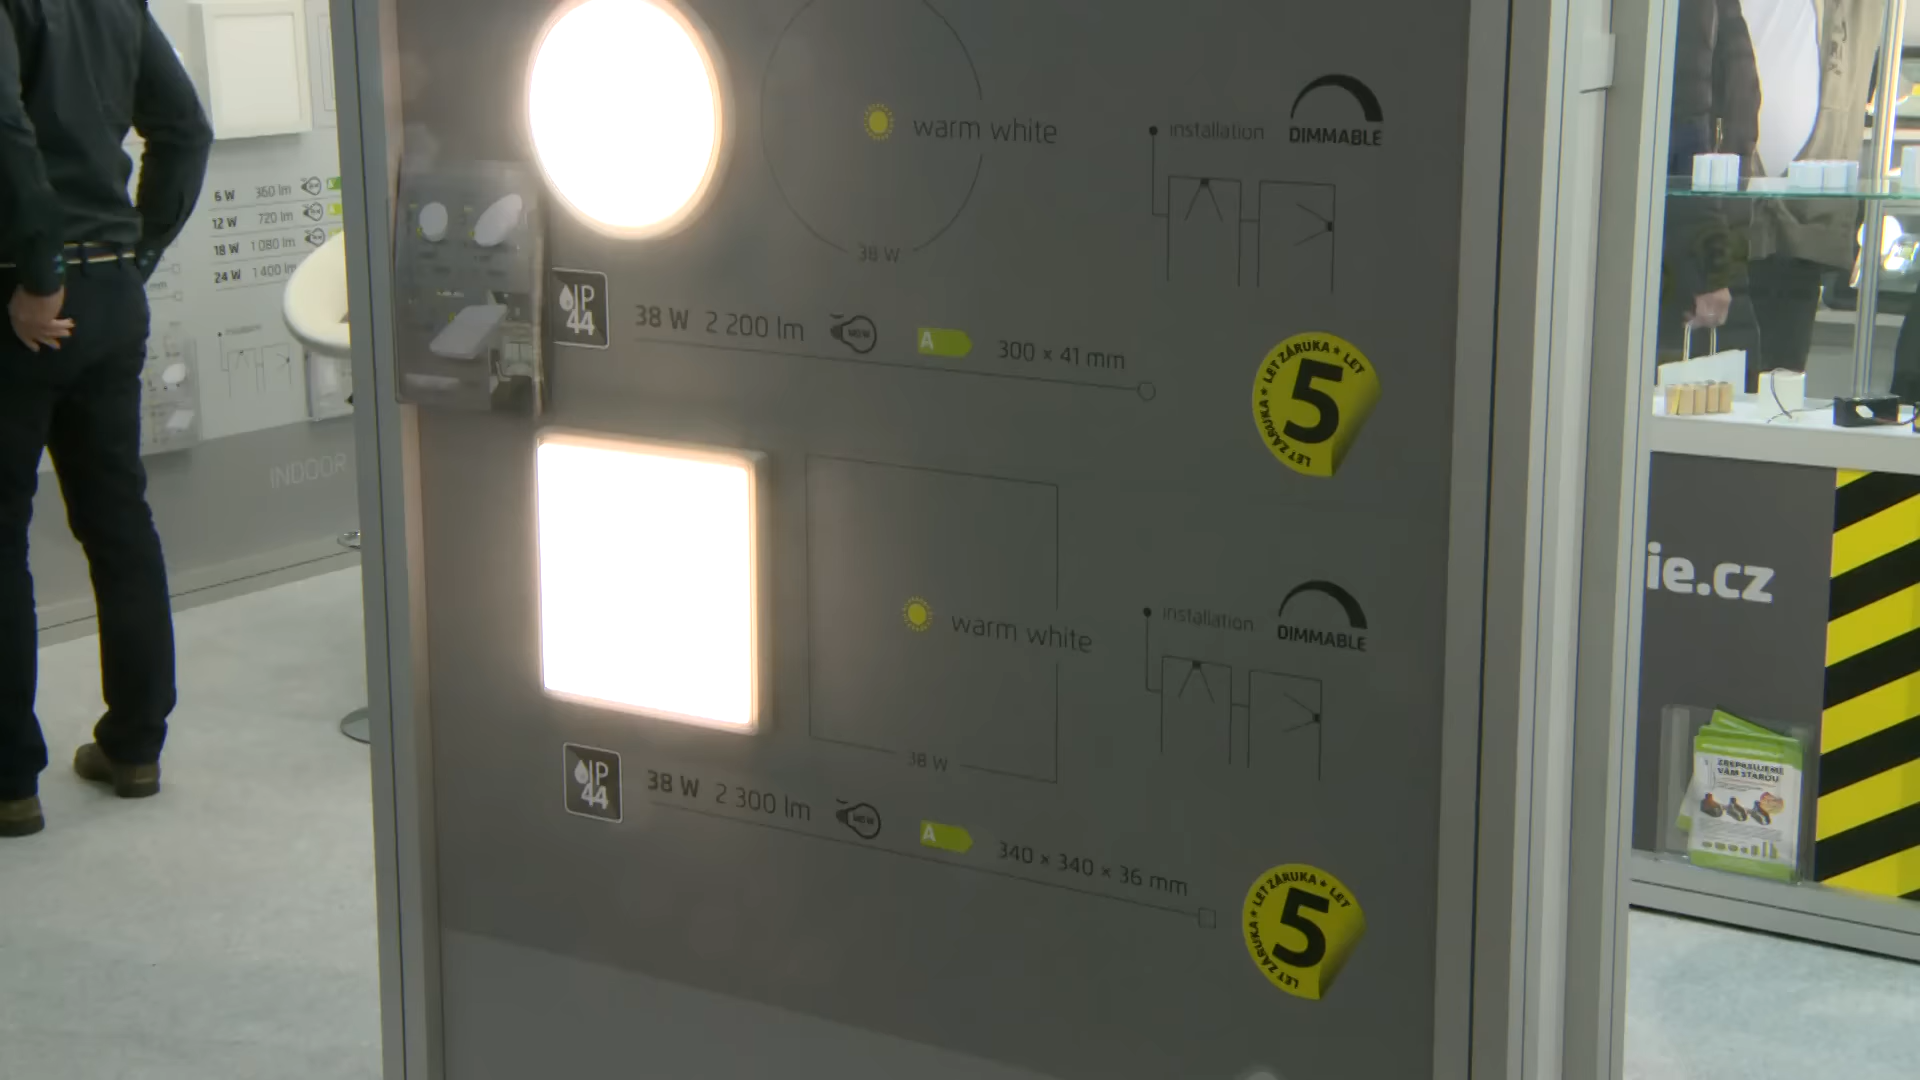 warm white
installation
DIMMABLE
38 W
IP
44
38 W 2 200 lm
A
300 × 41 mm
LET ZÁRUKA * LET ZÁRUKA * LET
5
warm white
installation
DIMMABLE
38 W
IP
44
38 W 2 300 lm
A
340 × 340 × 36 mm
LET ZÁRUKA * LET ZÁRUKA * LET
5
6 W 360 lm
12 W 720 lm
18 W 1 080 lm
24 W 1 400 lm
mm
INDOOR
ie.cz
VÁM STAROU